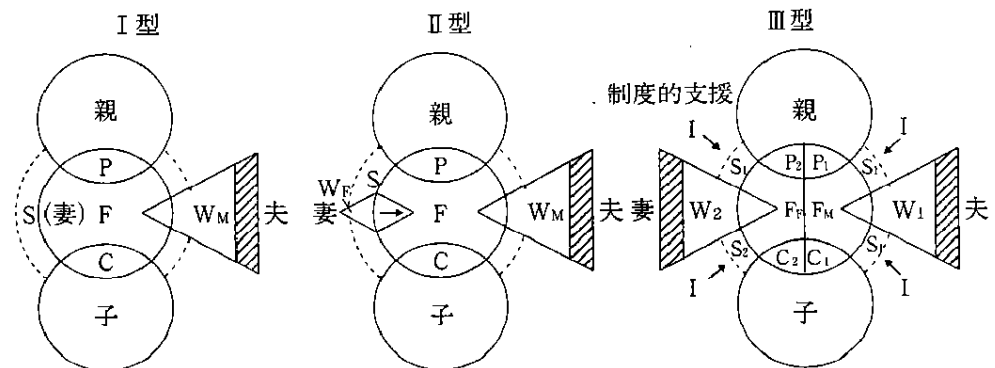 I型
親
P
S(妻) F
WM 夫
C
子
II型
親
P
S
WF
妻 → F
WM 夫
C
子
III型
制度的支援
親
I I
S1 P2 P1 S1'
妻 W2 FF FM W1 夫
S2 C2 C1 S1'
I I
子